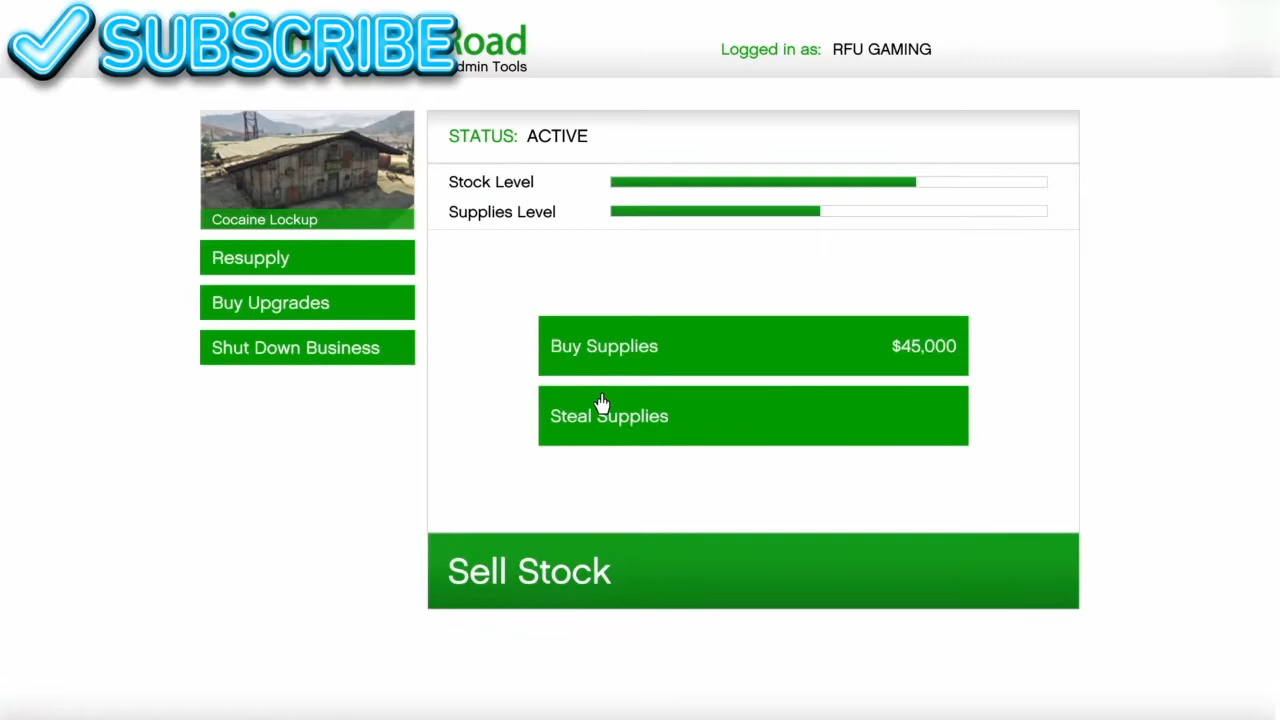 SUBSCRIBE
Road
dmin Tools
Logged in as: RFU GAMING
Cocaine Lockup
Resupply
Buy Upgrades
Shut Down Business
STATUS: ACTIVE
Stock Level
Supplies Level
Buy Supplies $45,000
Steal Supplies
Sell Stock